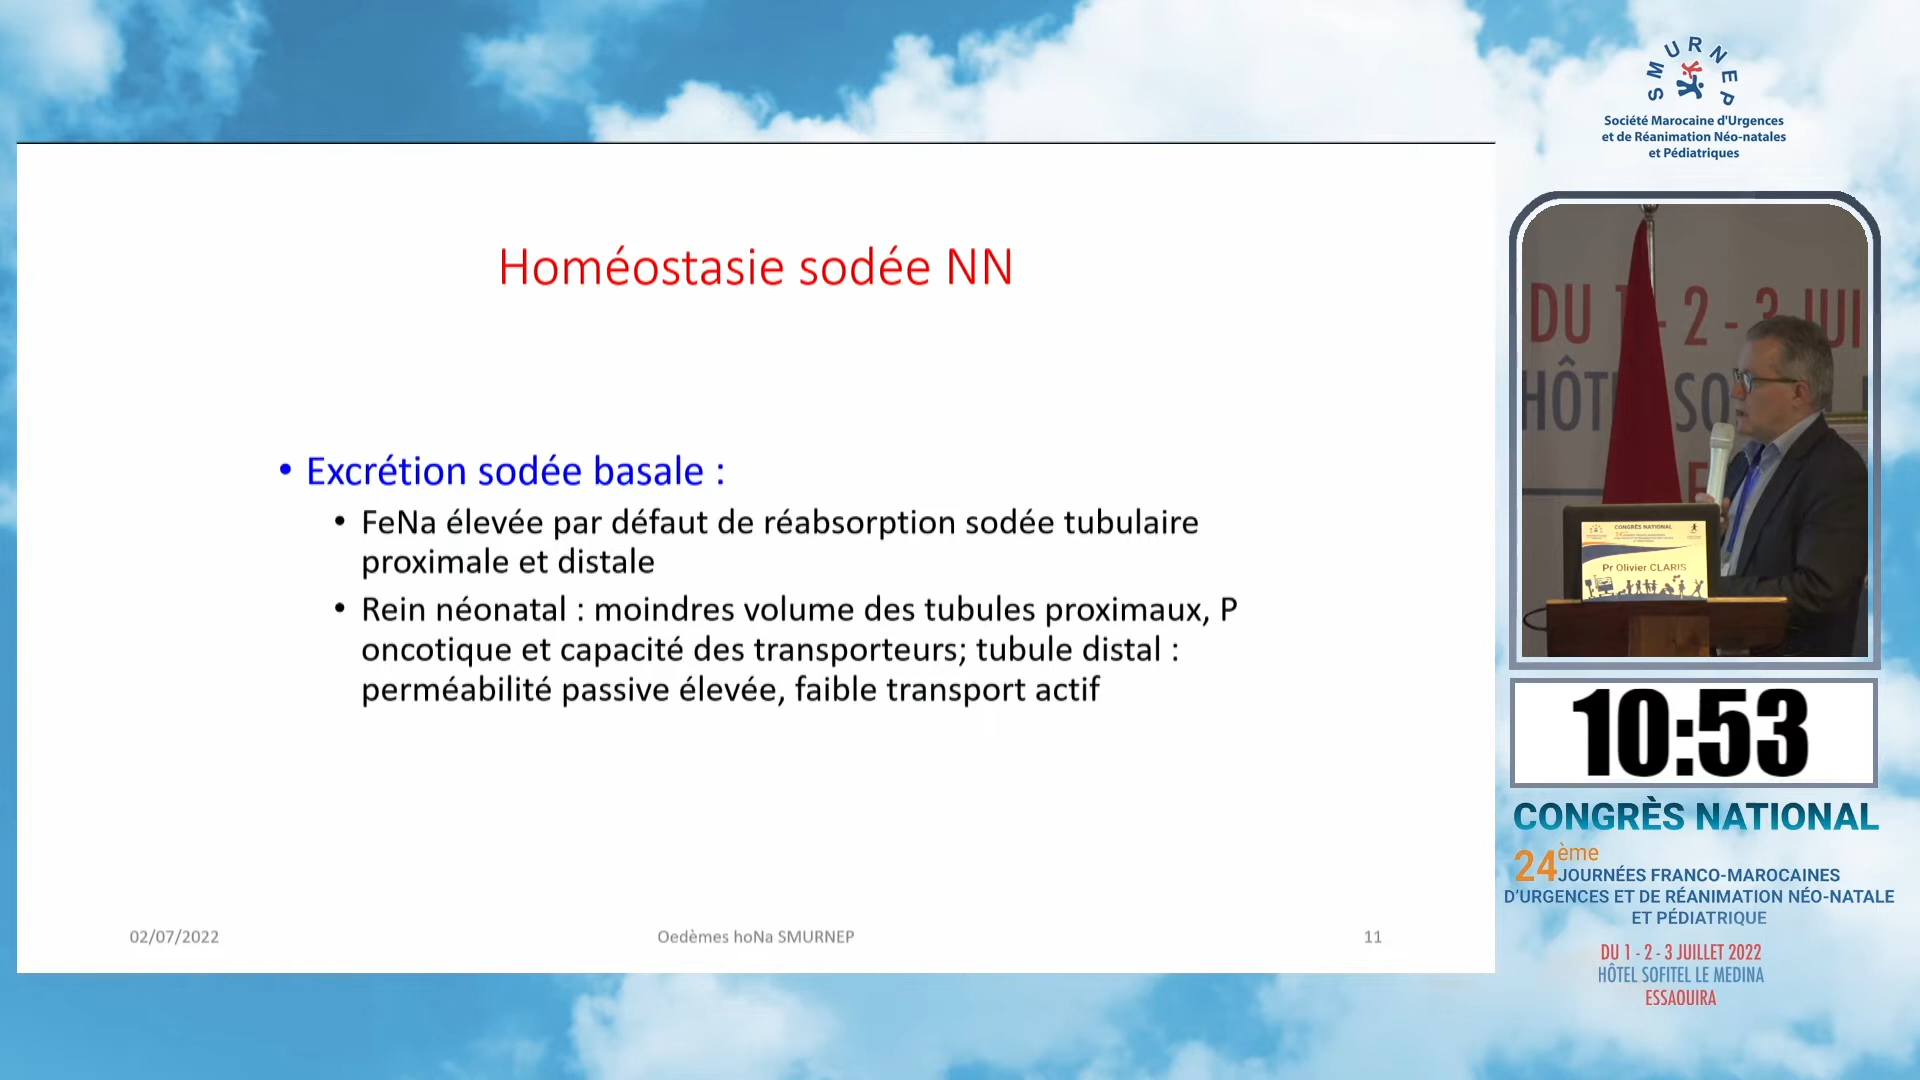 SMURNEP
Société Marocaine d'Urgences
et de Réanimation Néo-natales
et Pédiatriques
Homéostasie sodée NN
• Excrétion sodée basale :
• FeNa élevée par défaut de réabsorption sodée tubulaire
proximale et distale
• Rein néonatal : moindres volume des tubules proximaux, P
oncotique et capacité des transporteurs; tubule distal :
perméabilité passive élevée, faible transport actif
02/07/2022
Oedèmes hoNa SMURNEP
11
DU 1 - 2 - 3 JUI
HÔT SO
E
CONGRÈS NATIONAL
Pr Olivier CLARIS
10:53
CONGRÈS NATIONAL
24ème
JOURNÉES FRANCO-MAROCAINES
D'URGENCES ET DE RÉANIMATION NÉO-NATALE
ET PÉDIATRIQUE
DU 1 - 2 - 3 JUILLET 2022
HÔTEL SOFITEL LE MEDINA
ESSAOUIRA